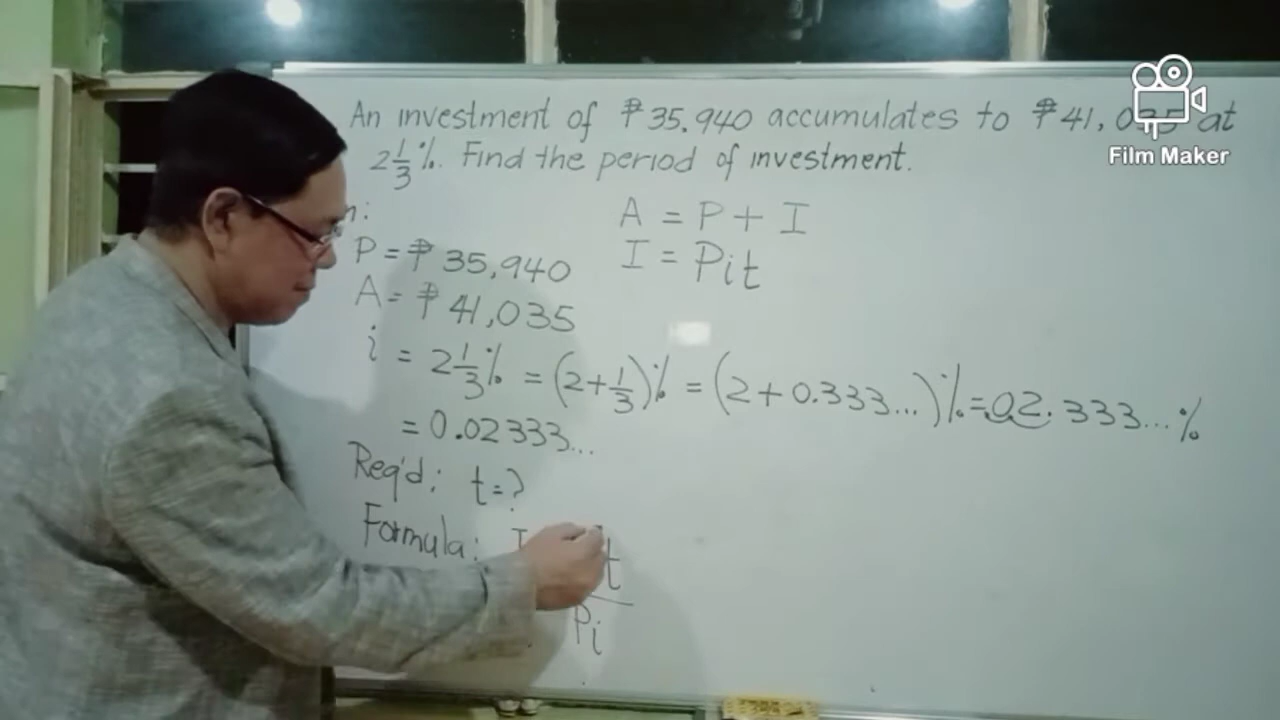 An investment of ₱35.940 accumulates to ₱41,035 at
2 1/3 %. Find the period of investment.
Film Maker
n:
A = P + I
P = ₱35,940
I = Pit
A = ₱41,035
i = 2 1/3 % = (2 + 1/3)% = (2 + 0.333...)% = 02.333...%
= 0.02333...
Req'd: t = ?
Formula: I t
Pi